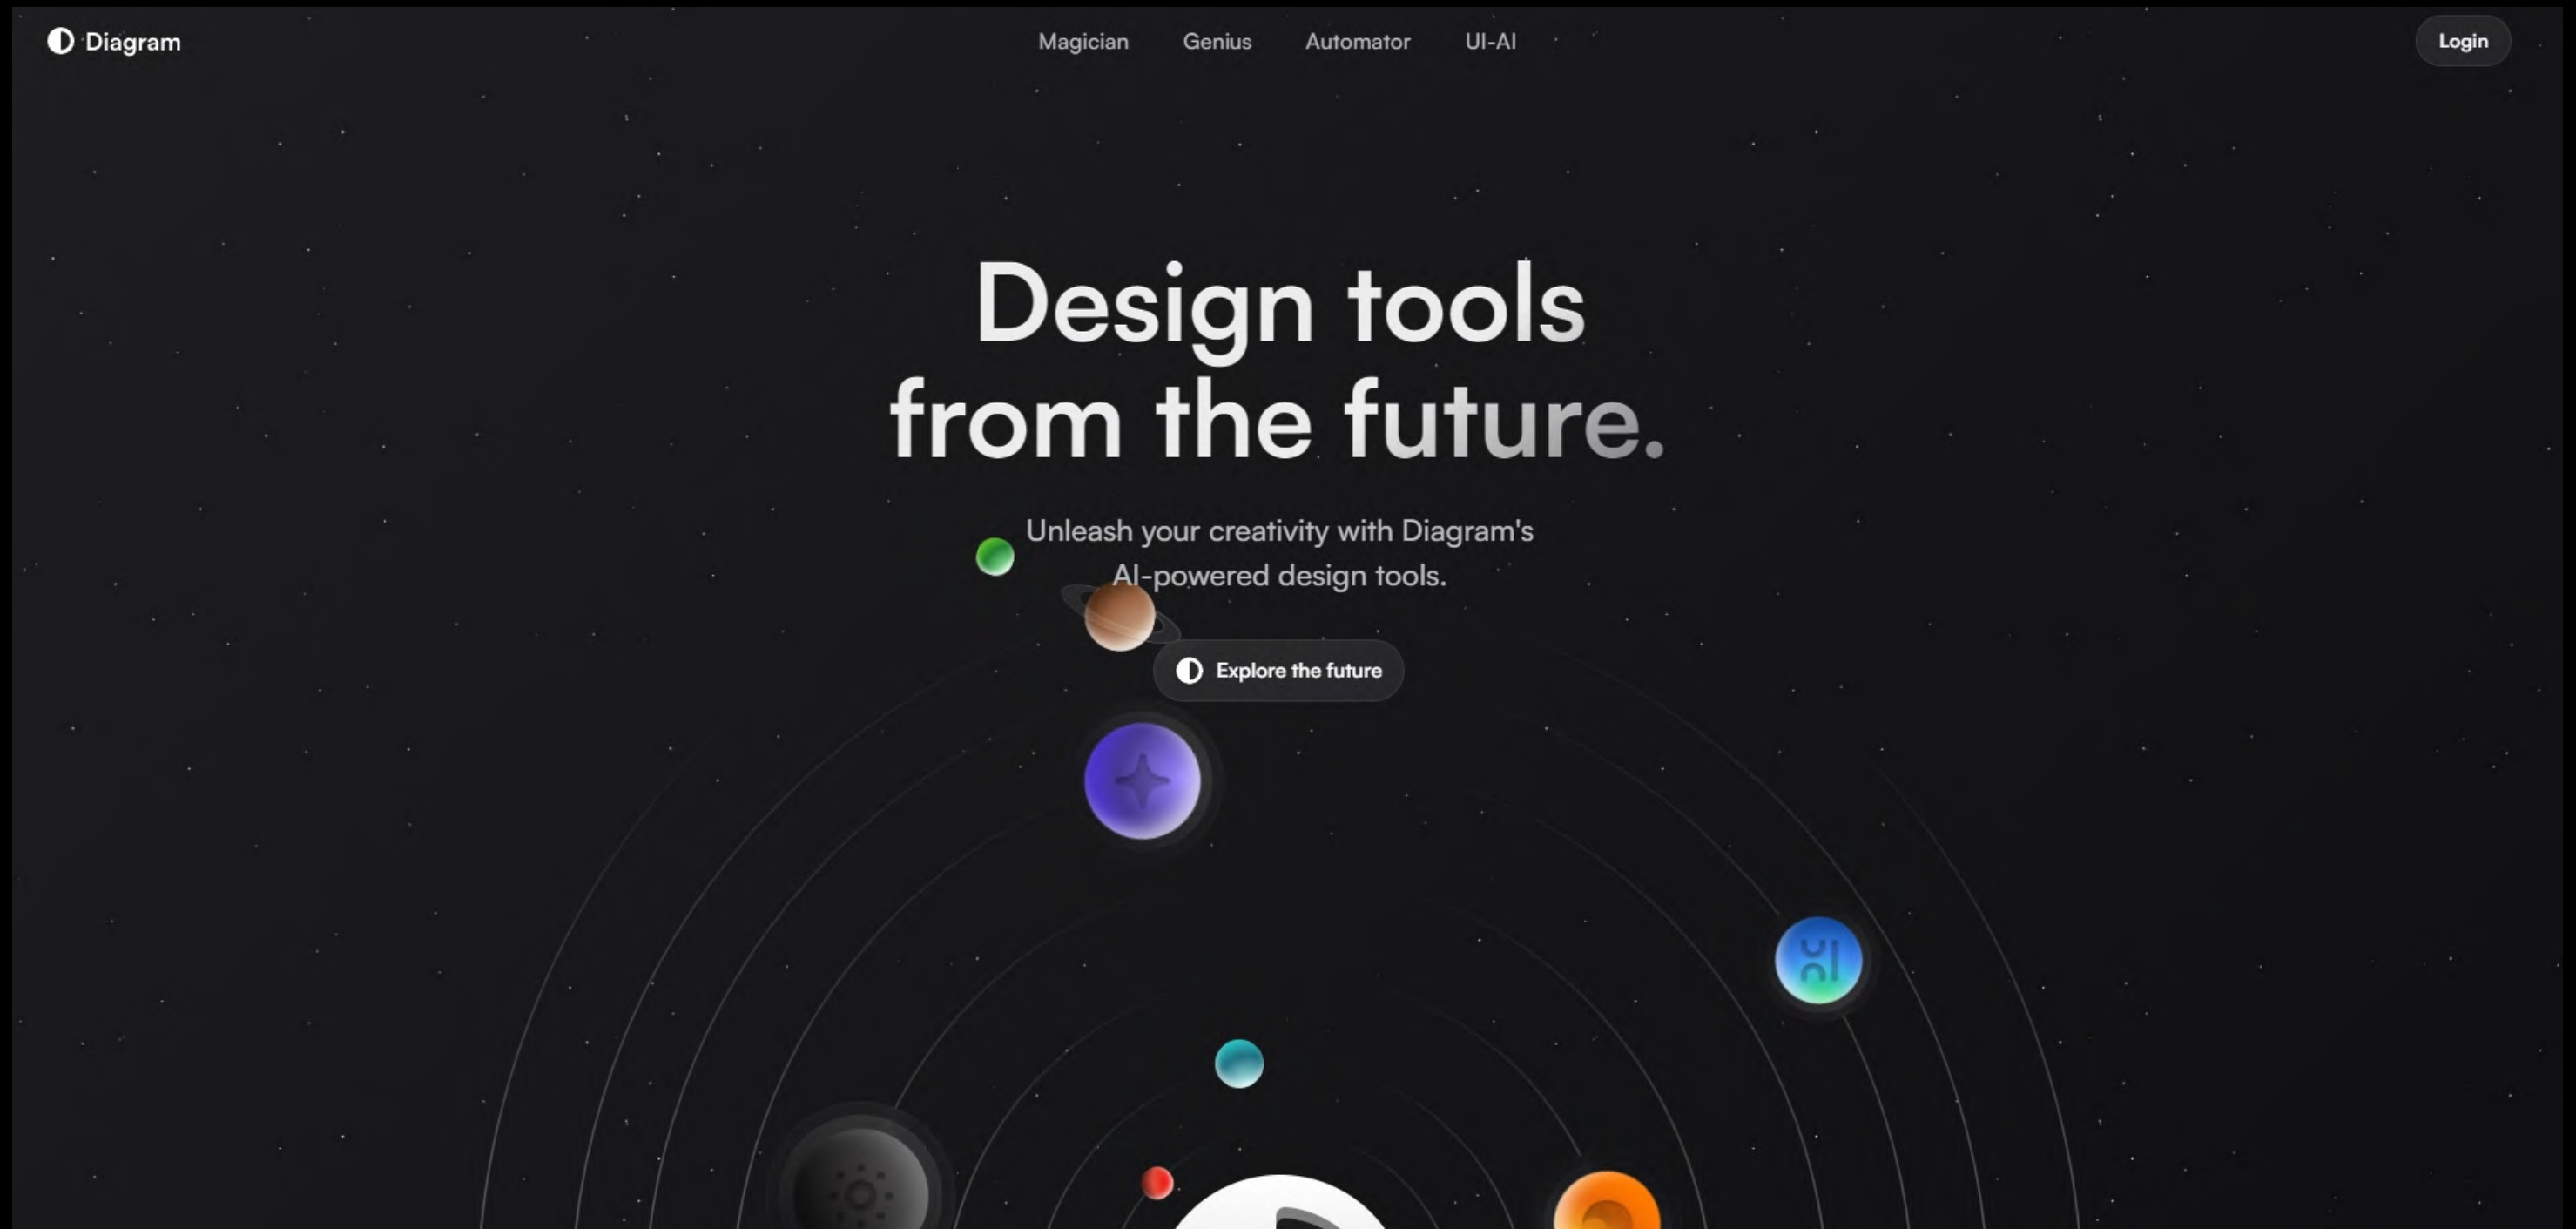 Diagram
Magician
Genius
Automator
UI-AI
Login
Design tools
from the future.
Unleash your creativity with Diagram's
AI-powered design tools.
Explore the future